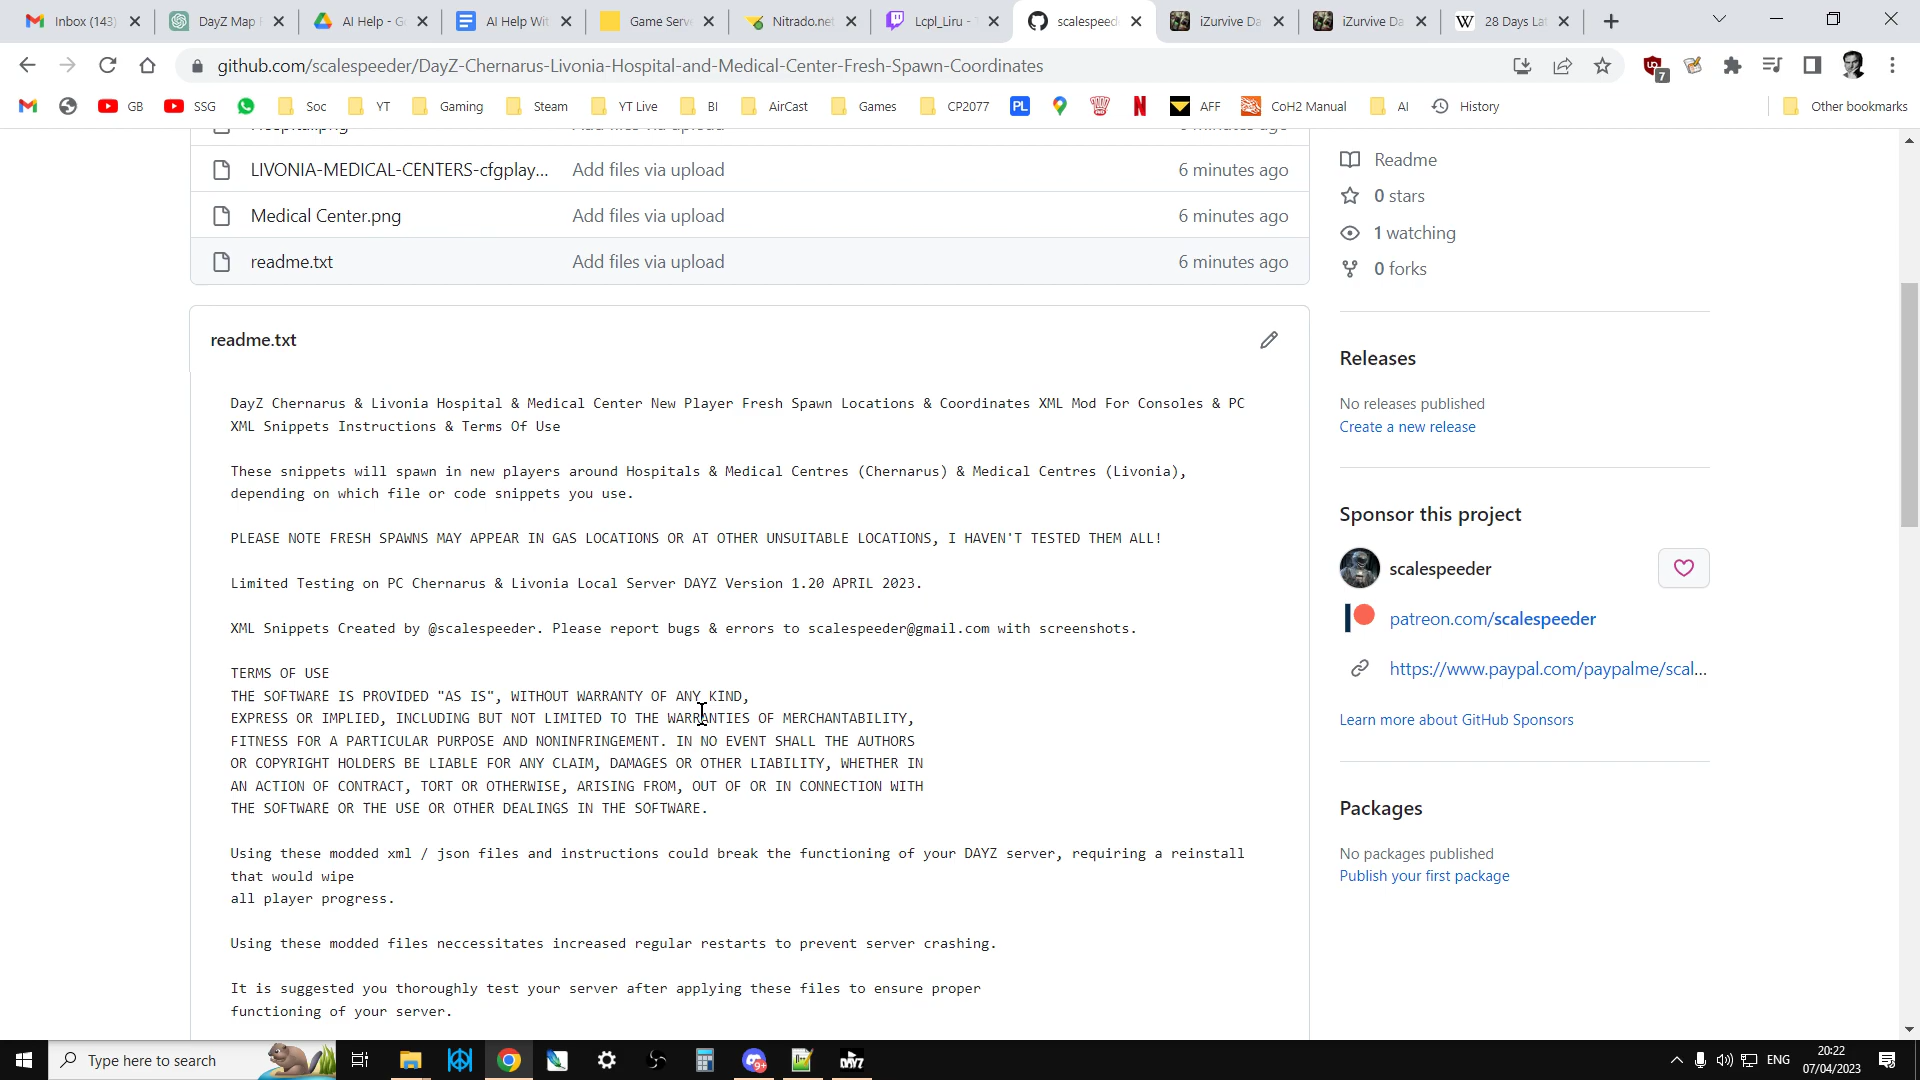 Inbox (143)
DayZ Map
AI Help - G
AI Help Wit
Game Serv
Nitrado.net
Lcpl_Liru -
scalespeed
iZurvive Da
iZurvive Da
28 Days Lat
github.com/scalespeeder/DayZ-Chernarus-Livonia-Hospital-and-Medical-Center-Fresh-Spawn-Coordinates
7
GB
SSG
Soc
YT
Gaming
Steam
YT Live
BI
AirCast
Games
CP2077
PL
AFF
CoH2 Manual
AI
History
Other bookmarks
LIVONIA-MEDICAL-CENTERS-cfgplay... Add files via upload 6 minutes ago
Medical Center.png Add files via upload 6 minutes ago
readme.txt Add files via upload 6 minutes ago
readme.txt
DayZ Chernarus & Livonia Hospital & Medical Center New Player Fresh Spawn Locations & Coordinates XML Mod For Consoles & PC
XML Snippets Instructions & Terms Of Use
These snippets will spawn in new players around Hospitals & Medical Centres (Chernarus) & Medical Centres (Livonia),
depending on which file or code snippets you use.
PLEASE NOTE FRESH SPAWNS MAY APPEAR IN GAS LOCATIONS OR AT OTHER UNSUITABLE LOCATIONS, I HAVEN'T TESTED THEM ALL!
Limited Testing on PC Chernarus & Livonia Local Server DAYZ Version 1.20 APRIL 2023.
XML Snippets Created by @scalespeeder. Please report bugs & errors to scalespeeder@gmail.com with screenshots.
TERMS OF USE
THE SOFTWARE IS PROVIDED "AS IS", WITHOUT WARRANTY OF ANY KIND,
EXPRESS OR IMPLIED, INCLUDING BUT NOT LIMITED TO THE WARRANTIES OF MERCHANTABILITY,
FITNESS FOR A PARTICULAR PURPOSE AND NONINFRINGEMENT. IN NO EVENT SHALL THE AUTHORS
OR COPYRIGHT HOLDERS BE LIABLE FOR ANY CLAIM, DAMAGES OR OTHER LIABILITY, WHETHER IN
AN ACTION OF CONTRACT, TORT OR OTHERWISE, ARISING FROM, OUT OF OR IN CONNECTION WITH
THE SOFTWARE OR THE USE OR OTHER DEALINGS IN THE SOFTWARE.
Using these modded xml / json files and instructions could break the functioning of your DAYZ server, requiring a reinstall
that would wipe
all player progress.
Using these modded files neccessitates increased regular restarts to prevent server crashing.
It is suggested you thoroughly test your server after applying these files to ensure proper
functioning of your server.
Readme
0 stars
1 watching
0 forks
Releases
No releases published
Create a new release
Sponsor this project
scalespeeder
patreon.com/scalespeeder
https://www.paypal.com/paypalme/scal...
Learn more about GitHub Sponsors
Packages
No packages published
Publish your first package
Type here to search
9+
DAYZ
ENG
20:22
07/04/2023